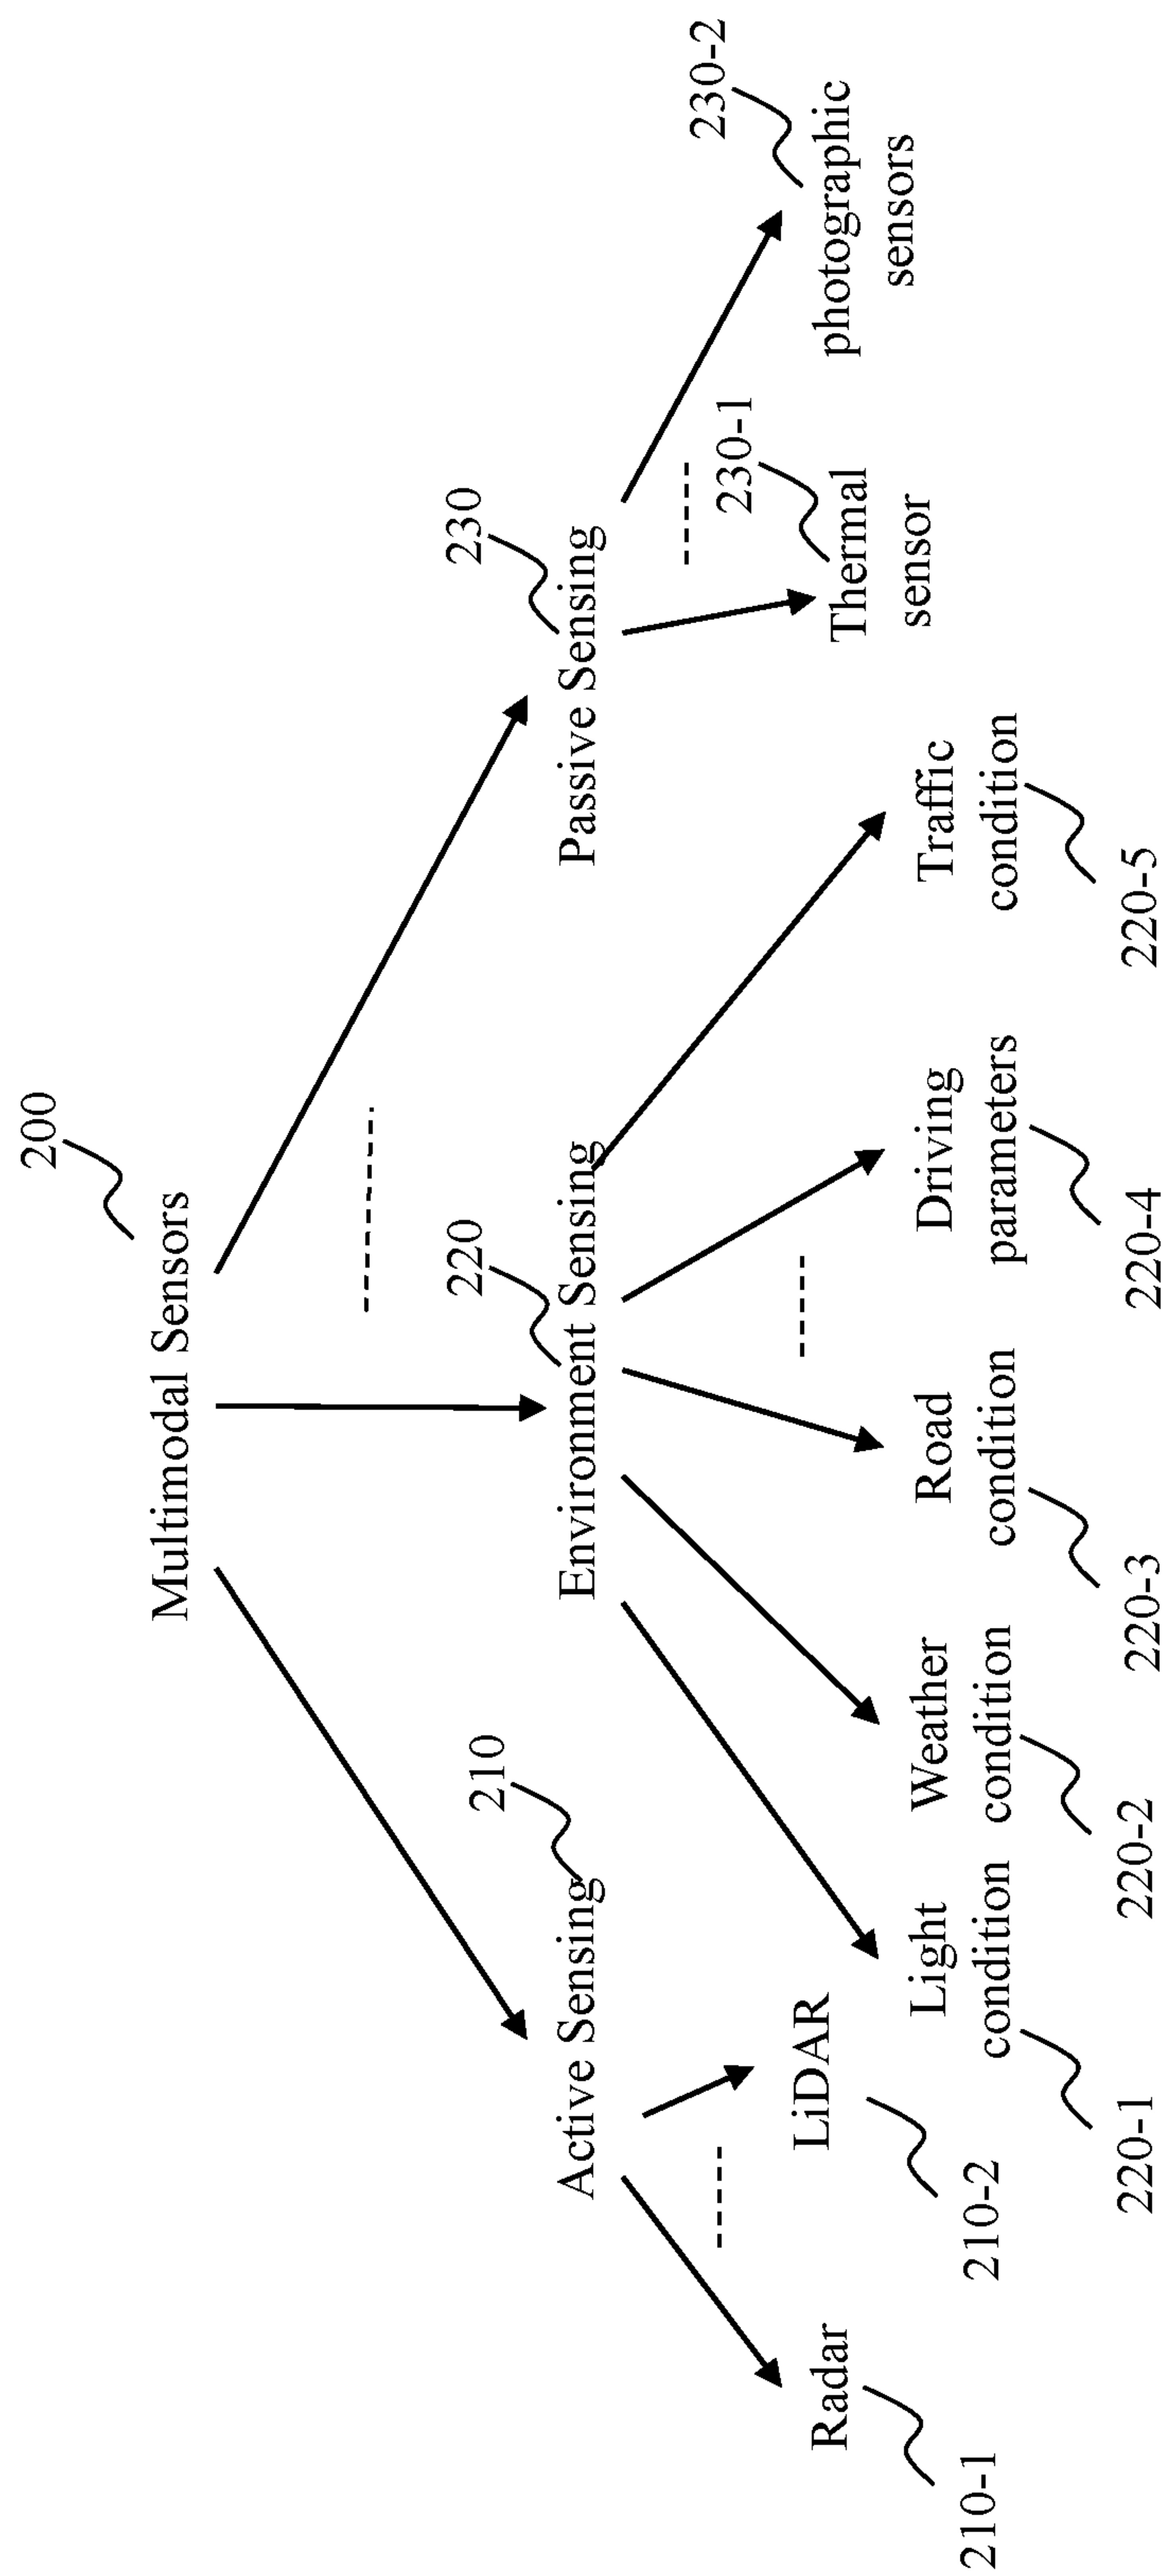 200
Multimodal Sensors
210
Active Sensing
220
Environment Sensing
230
Passive Sensing
Radar
210-1
LiDAR
210-2
Light
condition
220-1
Weather
condition
220-2
Road
condition
220-3
Driving
parameters
220-4
Traffic
condition
220-5
230-1
Thermal
sensor
230-2
photographic
sensors